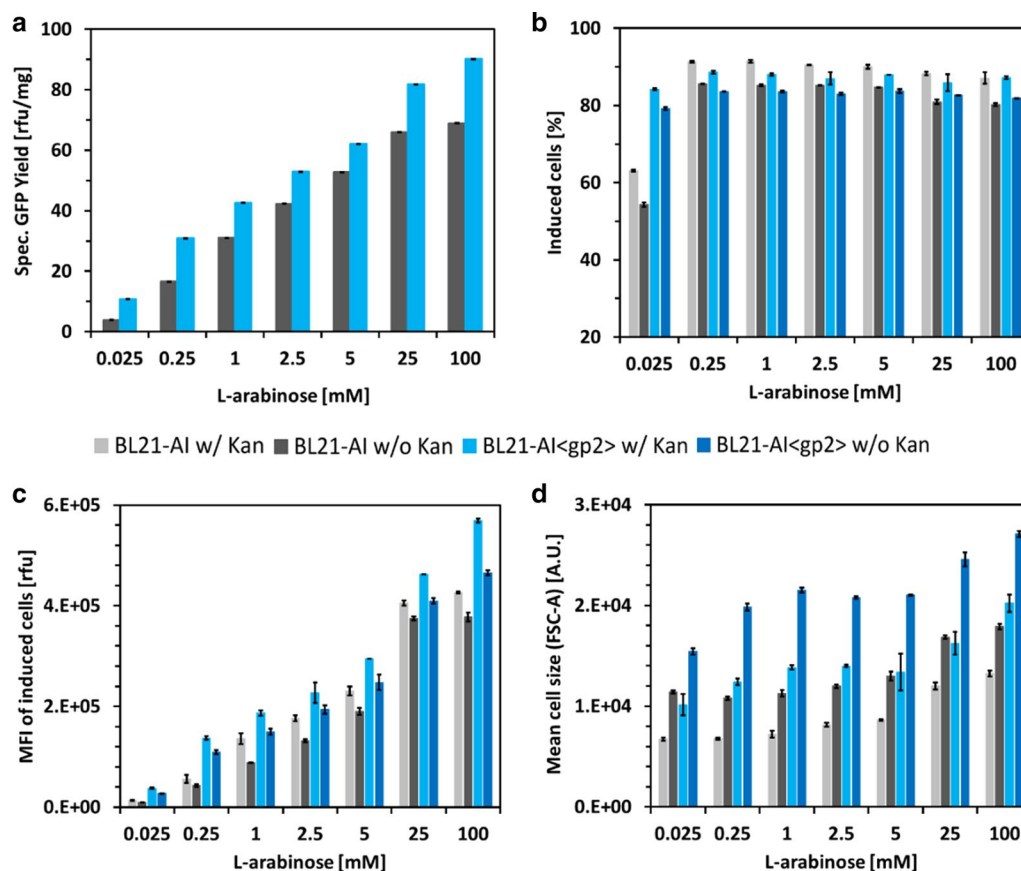 a
Spec. GFP Yield [rfu/mg]
100
80
60
40
20
0
0.025 0.25 1 2.5 5 25 100
L-arabinose [mM]
b
Induced cells [%]
100
80
60
40
20
0.025 0.25 1 2.5 5 25 100
L-arabinose [mM]
BL21-AI w/ Kan BL21-AI w/o Kan BL21-AI<gp2> w/ Kan BL21-AI<gp2> w/o Kan
c
MFI of induced cells [rfu]
6.E+05
4.E+05
2.E+05
0.E+00
0.025 0.25 1 2.5 5 25 100
L-arabinose [mM]
d
Mean cell size (FSC-A) [A.U.]
3.E+04
2.E+04
1.E+04
0.E+00
0.025 0.25 1 2.5 5 25 100
L-arabinose [mM]